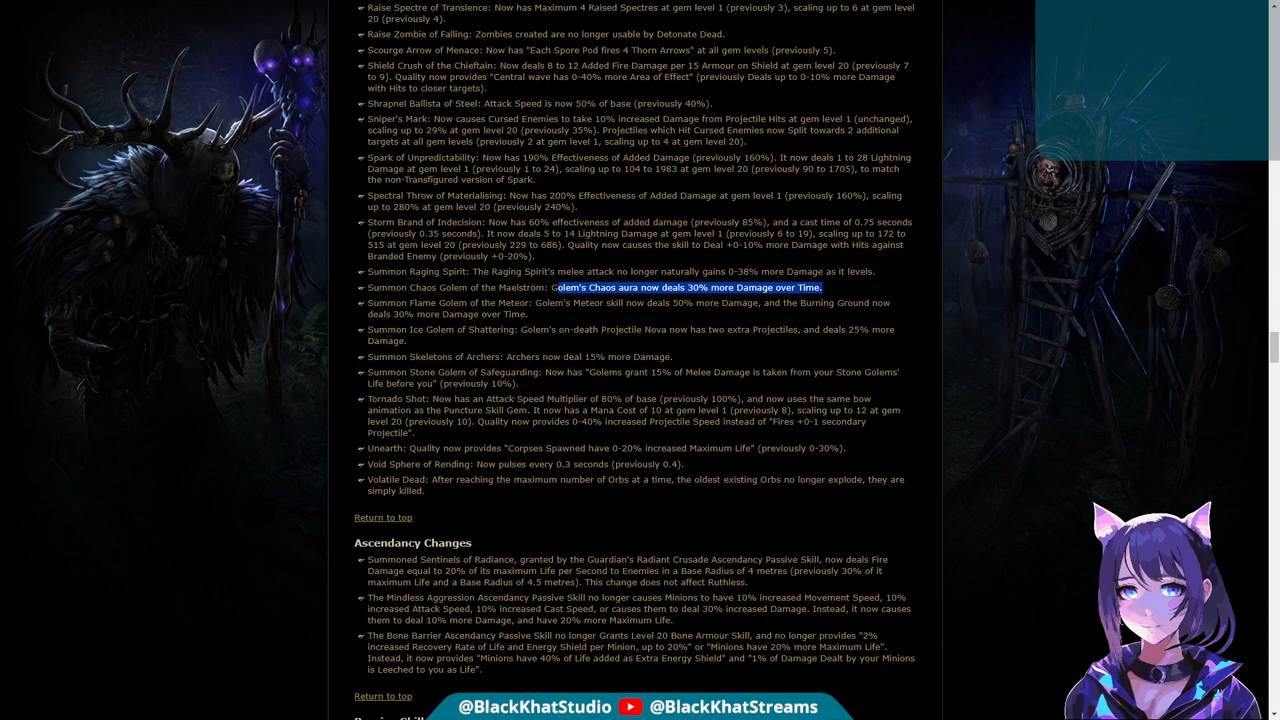 Raise Spectre of Transience: Now has Maximum 4 Raised Spectres at gem level 1 (previously 3), scaling up to 6 at gem level
20 (previously 4).
Raise Zombie of Falling: Zombies created are no longer usable by Detonate Dead.
Scourge Arrow of Menace: Now has "Each Spore Pod fires 4 Thorn Arrows" at all gem levels (previously 5).
Shield Crush of the Chieftain: Now deals 8 to 12 Added Fire Damage per 15 Armour on Shield at gem level 20 (previously 7
to 9). Quality now provides "Central wave has 0-40% more Area of Effect" (previously Deals up to 0-10% more Damage
with Hits to closer targets).
Shrapnel Ballista of Steel: Attack Speed is now 50% of base (previously 40%).
Sniper's Mark: Now causes Cursed Enemies to take 10% increased Damage from Projectile Hits at gem level 1 (unchanged),
scaling up to 29% at gem level 20 (previously 35%). Projectiles which Hit Cursed Enemies now Split towards 2 additional
targets at all gem levels (previously 2 at gem level 1, scaling up to 4 at gem level 20).
Spark of Unpredictability: Now has 190% Effectiveness of Added Damage (previously 160%). It now deals 1 to 28 Lightning
Damage at gem level 1 (previously 1 to 24), scaling up to 104 to 1983 at gem level 20 (previously 90 to 1705), to match
the non-Transfigured version of Spark.
Spectral Throw of Materialising: Now has 200% Effectiveness of Added Damage at gem level 1 (previously 160%), scaling
up to 280% at gem level 20 (previously 240%).
Storm Brand of Indecision: Now has 60% effectiveness of added damage (previously 85%), and a cast time of 0.75 seconds
(previously 0.35 seconds). It now deals 5 to 14 Lightning Damage at gem level 1 (previously 6 to 19), scaling up to 172 to
515 at gem level 20 (previously 229 to 686). Quality now causes the skill to Deal +0-10% more Damage with Hits against
Branded Enemy (previously +0-20%).
Summon Raging Spirit: The Raging Spirit's melee attack no longer naturally gains 0-38% more Damage as it levels.
Summon Chaos Golem of the Maelström: Golem's Chaos aura now deals 30% more Damage over Time.
Summon Flame Golem of the Meteor: Golem's Meteor skill now deals 50% more Damage, and the Burning Ground now
deals 30% more Damage over Time.
Summon Ice Golem of Shattering: Golem's on-death Projectile Nova now has two extra Projectiles, and deals 25% more
Damage.
Summon Skeletons of Archers: Archers now deal 15% more Damage.
Summon Stone Golem of Safeguarding: Now has "Golems grant 15% of Melee Damage is taken from your Stone Golems'
Life before you" (previously 10%).
Tornado Shot: Now has an Attack Speed Multiplier of 80% of base (previously 100%), and now uses the same bow
animation as the Puncture Skill Gem. It now has a Mana Cost of 10 at gem level 1 (previously 8), scaling up to 12 at gem
level 20 (previously 10). Quality now provides 0-40% increased Projectile Speed instead of "Fires +0-1 secondary
Projectile".
Unearth: Quality now provides "Corpses Spawned have 0-20% increased Maximum Life" (previously 0-30%).
Void Sphere of Rending: Now pulses every 0.3 seconds (previously 0.4).
Volatile Dead: After reaching the maximum number of Orbs at a time, the oldest existing Orbs no longer explode, they are
simply killed.
Return to top
Ascendancy Changes
Summoned Sentinels of Radiance, granted by the Guardian's Radiant Crusade Ascendancy Passive Skill, now deals Fire
Damage equal to 20% of its maximum Life per Second to Enemies in a Base Radius of 4 metres (previously 30% of it
maximum Life and a Base Radius of 4.5 metres). This change does not affect Ruthless.
The Mindless Aggression Ascendancy Passive Skill no longer causes Minions to have 10% increased Movement Speed, 10%
increased Attack Speed, 10% increased Cast Speed, or causes them to deal 30% increased Damage. Instead, it now causes
them to deal 10% more Damage, and have 20% more Maximum Life.
The Bone Barrier Ascendancy Passive Skill no longer Grants Level 20 Bone Armour Skill, and no longer provides "2%
increased Recovery Rate of Life and Energy Shield per Minion, up to 20%" or "Minions have 20% more Maximum Life".
Instead, it now provides "Minions have 40% of Life added as Extra Energy Shield" and "1% of Damage Dealt by your Minions
is Leeched to you as Life".
Return to top
@BlackKhatStudio @BlackKhatStreams